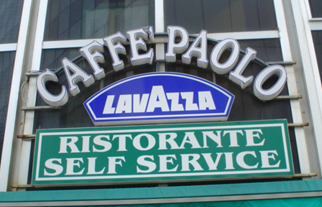 CAFFE' PAOLO
LAVAZZA
RISTORANTE
SELF SERVICE